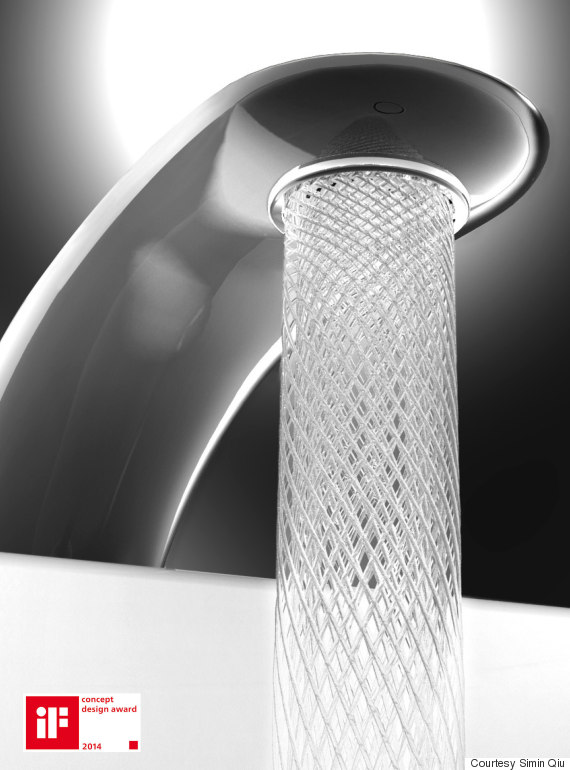 iF
concept
design award
2014
Courtesy Simin Qiu